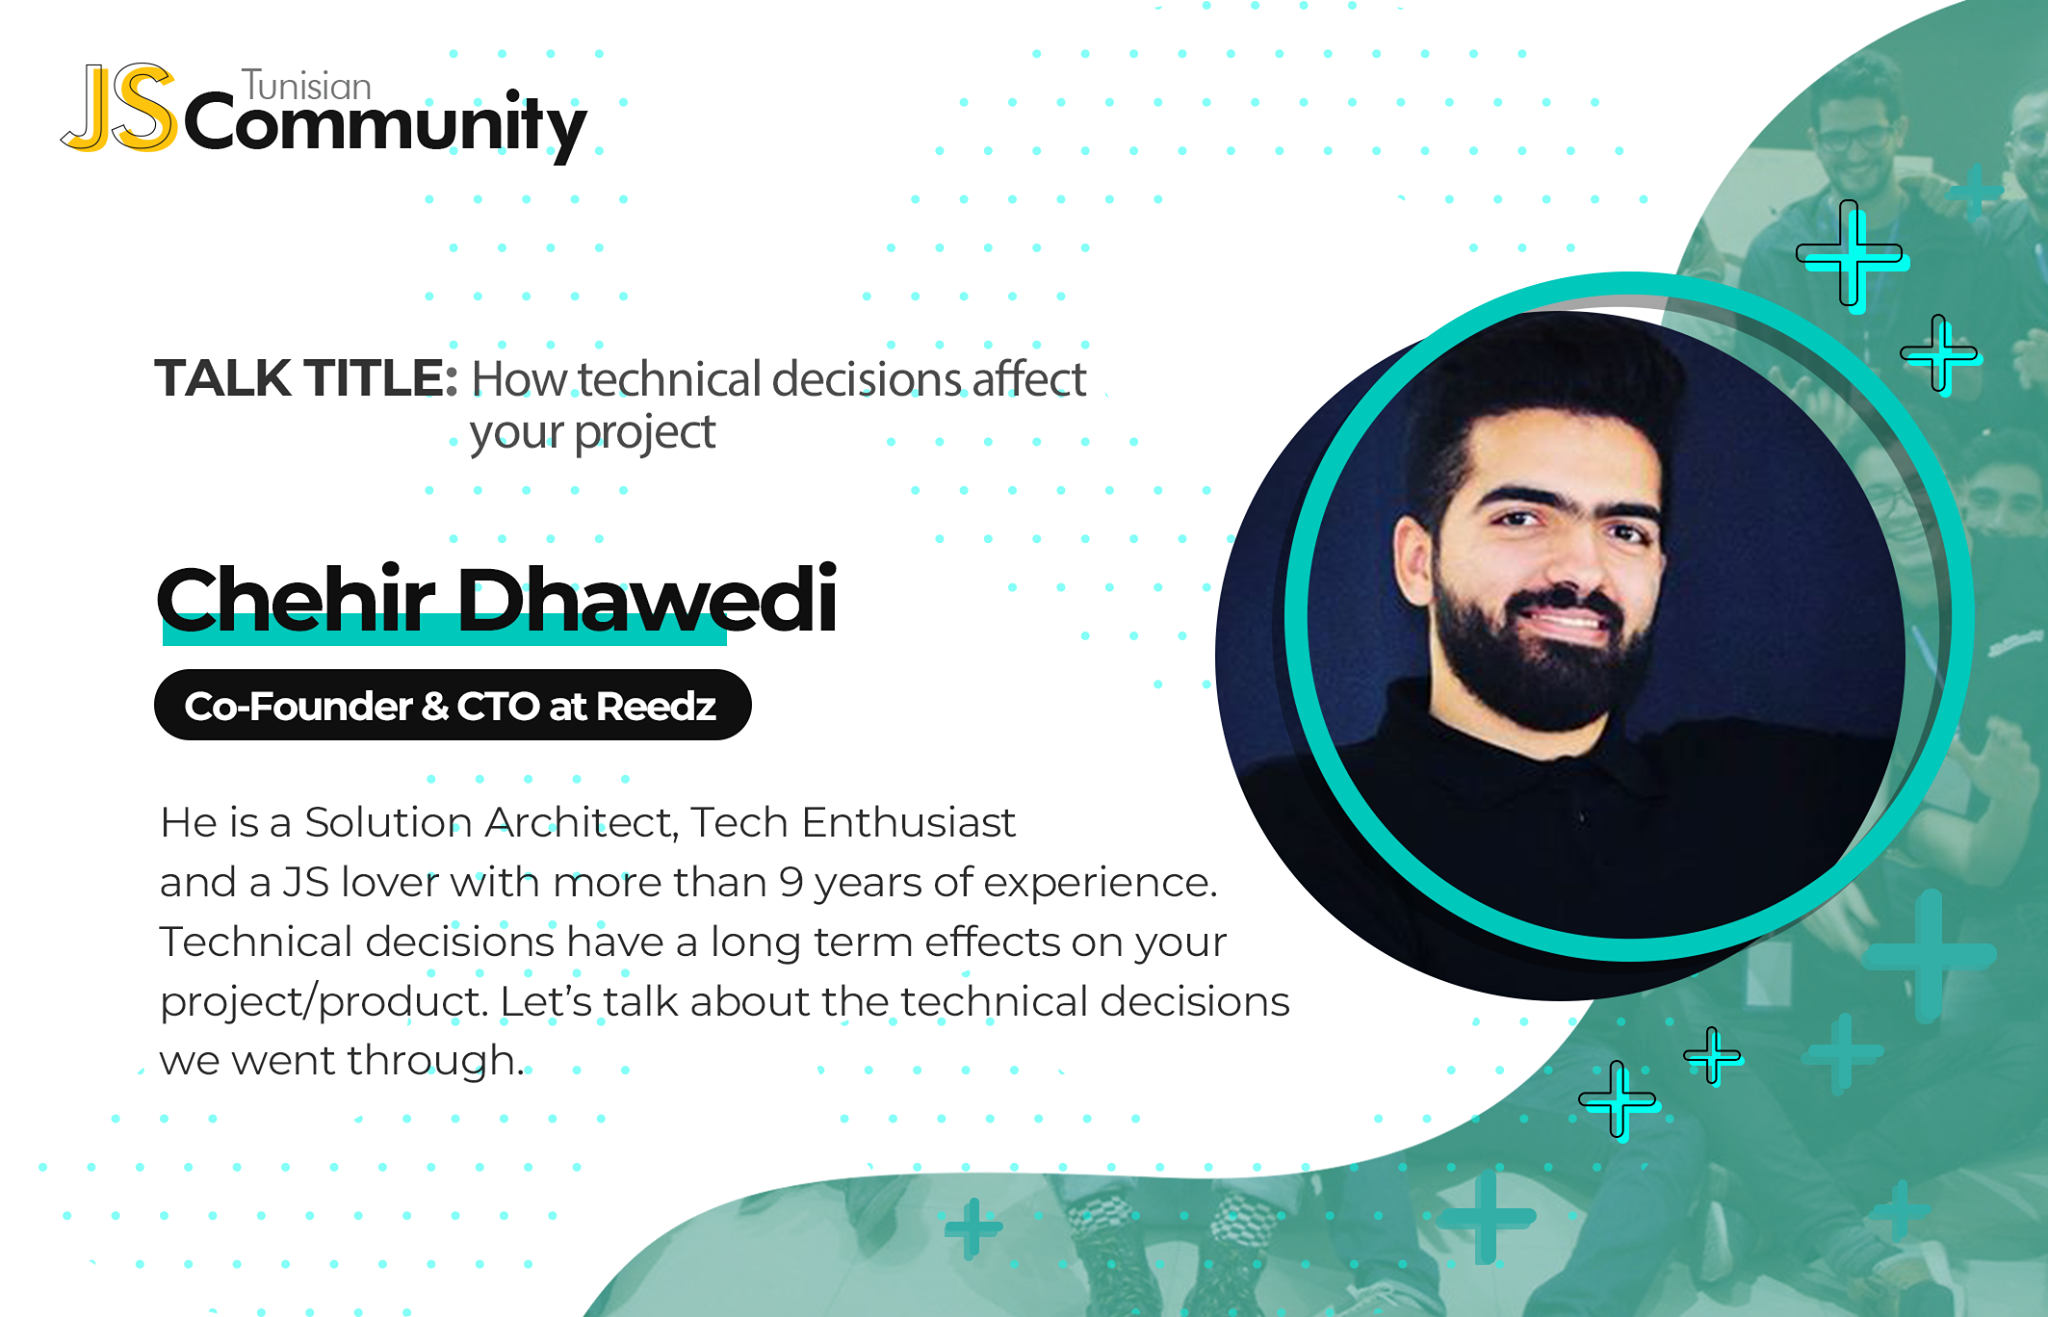 JS Tunisian
Community
TALK TITLE: How technical decisions affect
your project
Chehir Dhawedi
Co-Founder & CTO at Reedz
He is a Solution Architect, Tech Enthusiast
and a JS lover with more than 9 years of experience.
Technical decisions have a long term effects on your
project/product. Let’s talk about the technical decisions
we went through.